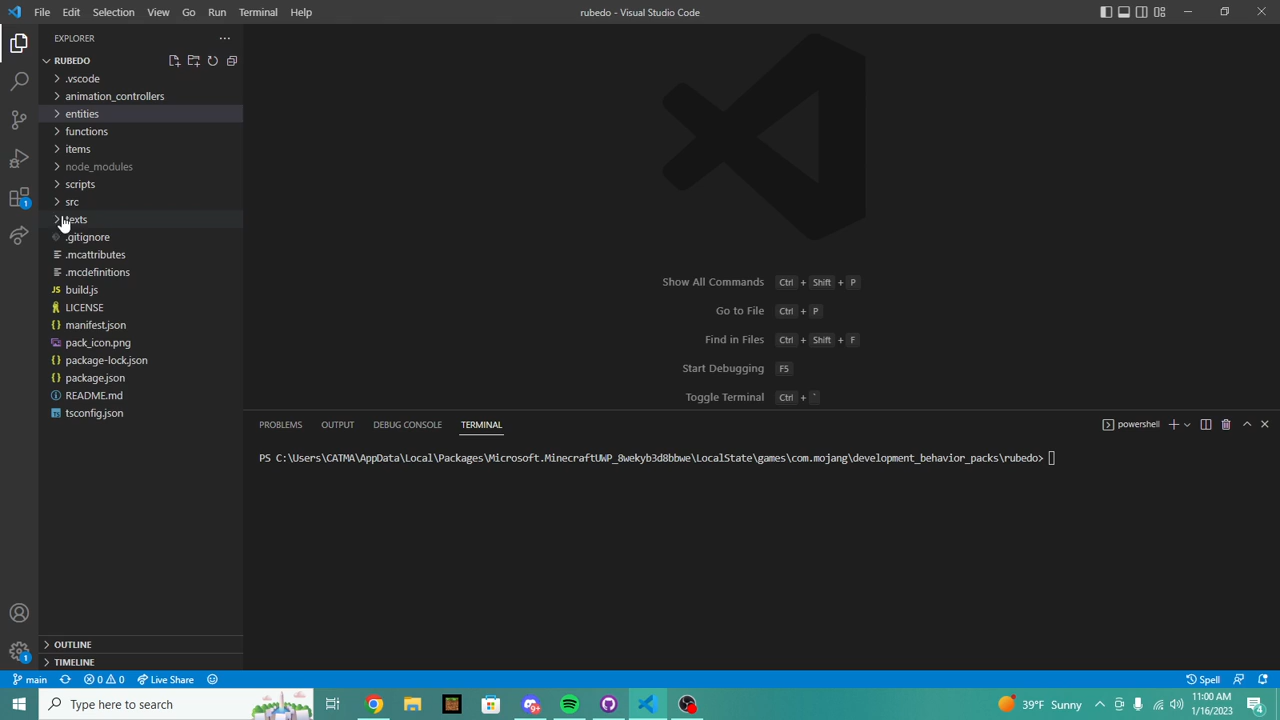 File Edit Selection View Go Run Terminal Help
rubedo - Visual Studio Code
EXPLORER
RUBEDO
.vscode
animation_controllers
entities
functions
items
node_modules
scripts
src
texts
.gitignore
.mcattributes
.mcdefinitions
JS build.js
LICENSE
{} manifest.json
pack_icon.png
{} package-lock.json
{} package.json
README.md
TS tsconfig.json
OUTLINE
TIMELINE
Show All Commands Ctrl + Shift + P
Go to File Ctrl + P
Find in Files Ctrl + Shift + F
Start Debugging F5
Toggle Terminal Ctrl + `
PROBLEMS OUTPUT DEBUG CONSOLE TERMINAL
powershell
PS C:\Users\CATMA\AppData\Local\Packages\Microsoft.MinecraftUWP_8wekyb3d8bbwe\LocalState\games\com.mojang\development_behavior_packs\rubedo>
1
1
main 0 0 Live Share
Spell
Type here to search
39°F Sunny
11:00 AM
1/16/2023
4